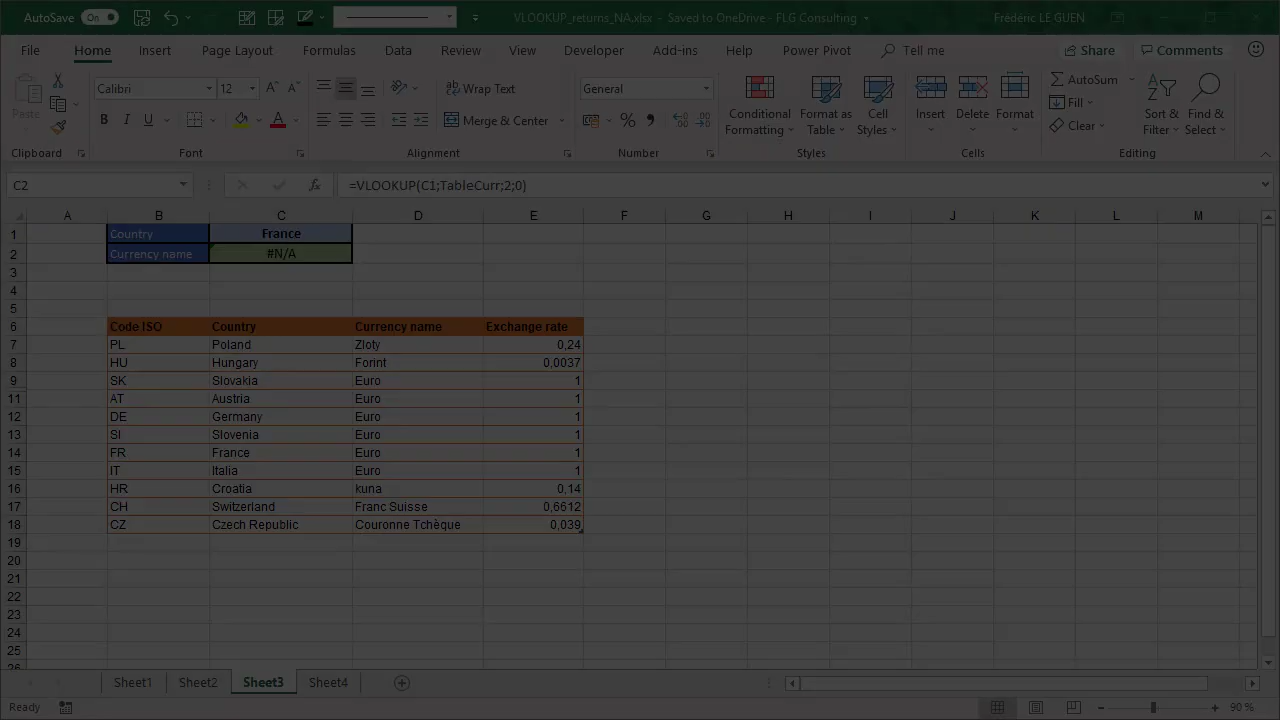 AutoSave On VLOOKUP_returns_NA.xlsx - Saved to OneDrive - FLG Consulting Frédéric LE GUEN
File Home Insert Page Layout Formulas Data Review View Developer Add-ins Help Power Pivot Tell me Share Comments
Calibri 12 Wrap Text General AutoSum
Paste Conditional Formatting Format as Table Cell Styles Insert Delete Format Fill Sort & Filter Find & Select
B I U A Merge & Center % Clear
Clipboard Font Alignment Number Styles Cells Editing
C2 fx =VLOOKUP(C1;TableCurr;2;0)
A B C D E F G H I J K L M
1 Country France
2 Currency name #N/A
3
4
5
6 Code ISO Country Currency name Exchange rate
7 PL Poland Zloty 0,24
8 HU Hungary Forint 0,0037
9 SK Slovakia Euro 1
11 AT Austria Euro 1
12 DE Germany Euro 1
13 SI Slovenia Euro 1
14 FR France Euro 1
15 IT Italia Euro 1
16 HR Croatia kuna 0,14
17 CH Switzerland Franc Suisse 0,6612
18 CZ Czech Republic Couronne Tchèque 0,039
19
20
21
22
23
24
25
26
Sheet1 Sheet2 Sheet3 Sheet4
Ready 90 %